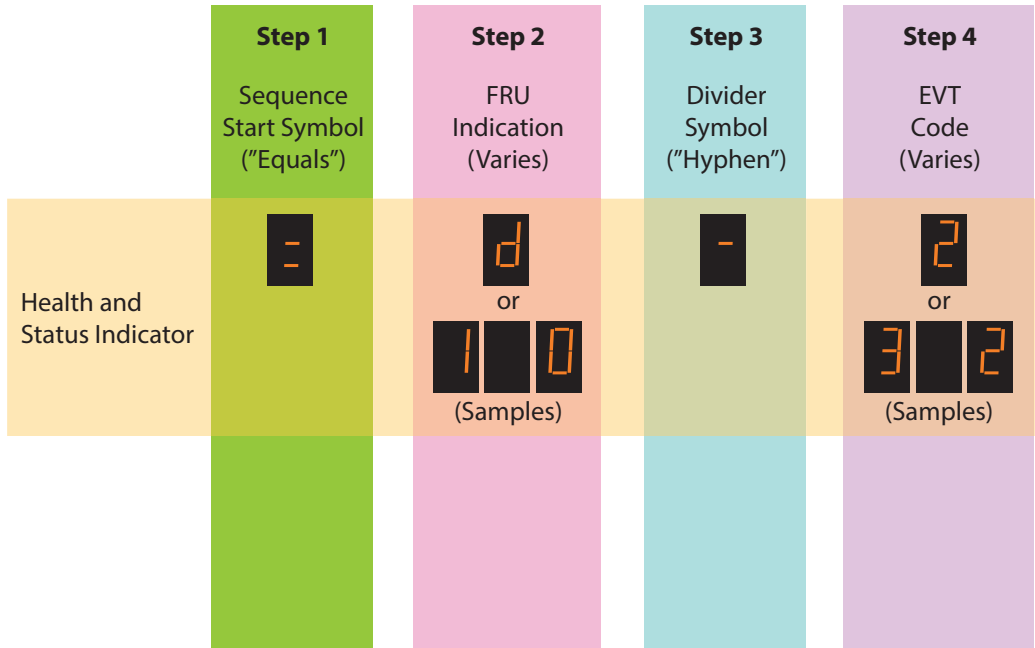 Step 1
Sequence
Start Symbol
(”Equals”)
Step 2
FRU
Indication
(Varies)
Step 3
Divider
Symbol
(”Hyphen”)
Step 4
EVT
Code
(Varies)
Health and
Status Indicator
=
d
or
1 0
(Samples)
-
2
or
3 2
(Samples)